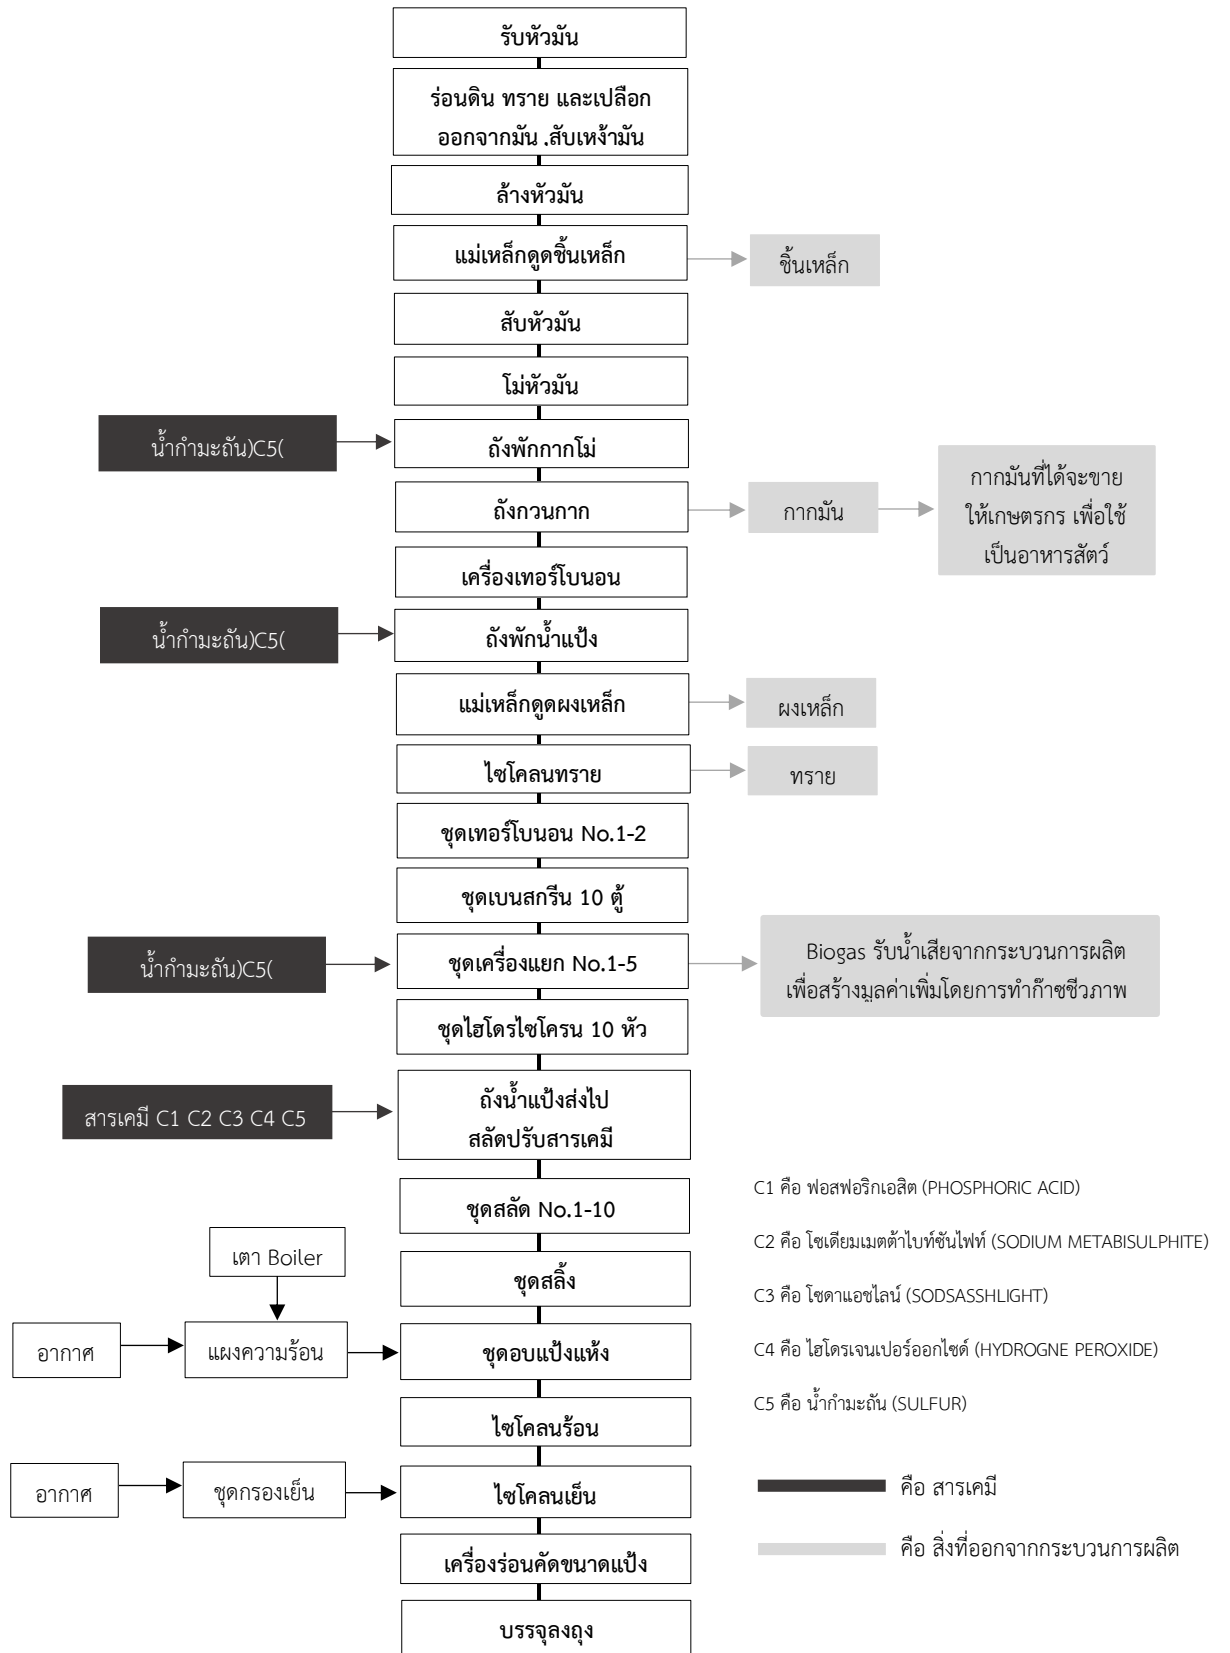 รับหัวมัน
ร่อนดิน ทราย และเปลือก
ออกจากมัน .สับเหง้ามัน
ล้างหัวมัน
แม่เหล็กดูดชิ้นเหล็ก
ชิ้นเหล็ก
สับหัวมัน
โม่หัวมัน
น้ำกำมะถัน)C5(
ถังพักกากโม่
ถังกวนกาก
กากมัน
กากมันที่ได้จะขาย
ให้เกษตรกร เพื่อใช้
เป็นอาหารสัตว์
เครื่องเทอร์โบนอน
น้ำกำมะถัน)C5(
ถังพักน้ำแป้ง
แม่เหล็กดูดผงเหล็ก
ผงเหล็ก
ไซโคลนทราย
ทราย
ชุดเทอร์โบนอน No.1-2
ชุดเบนสกรีน 10 ตู้
น้ำกำมะถัน)C5(
ชุดเครื่องแยก No.1-5
Biogas รับน้ำเสียจากกระบวนการผลิต
เพื่อสร้างมูลค่าเพิ่มโดยการทำก๊าซชีวภาพ
ชุดไฮโดรไซโครน 10 หัว
สารเคมี C1 C2 C3 C4 C5
ถังน้ำแป้งส่งไป
สลัดปรับสารเคมี
ชุดสลัด No.1-10
เตา Boiler
ชุดสลิ้ง
อากาศ
แผงความร้อน
ชุดอบแป้งแห้ง
ไซโคลนร้อน
อากาศ
ชุดกรองเย็น
ไซโคลนเย็น
เครื่องร่อนคัดขนาดแป้ง
บรรจุลงถุง
C1 คือ ฟอสฟอริกเอสิต (PHOSPHORIC ACID)
C2 คือ โซเดียมเมตต้าไบท์ซันไฟท์ (SODIUM METABISULPHITE)
C3 คือ โซดาแอชไลน์ (SODSASSHLIGHT)
C4 คือ ไฮโดรเจนเปอร์ออกไซด์ (HYDROGNE PEROXIDE)
C5 คือ น้ำกำมะถัน (SULFUR)
คือ สารเคมี
คือ สิ่งที่ออกจากกระบวนการผลิต